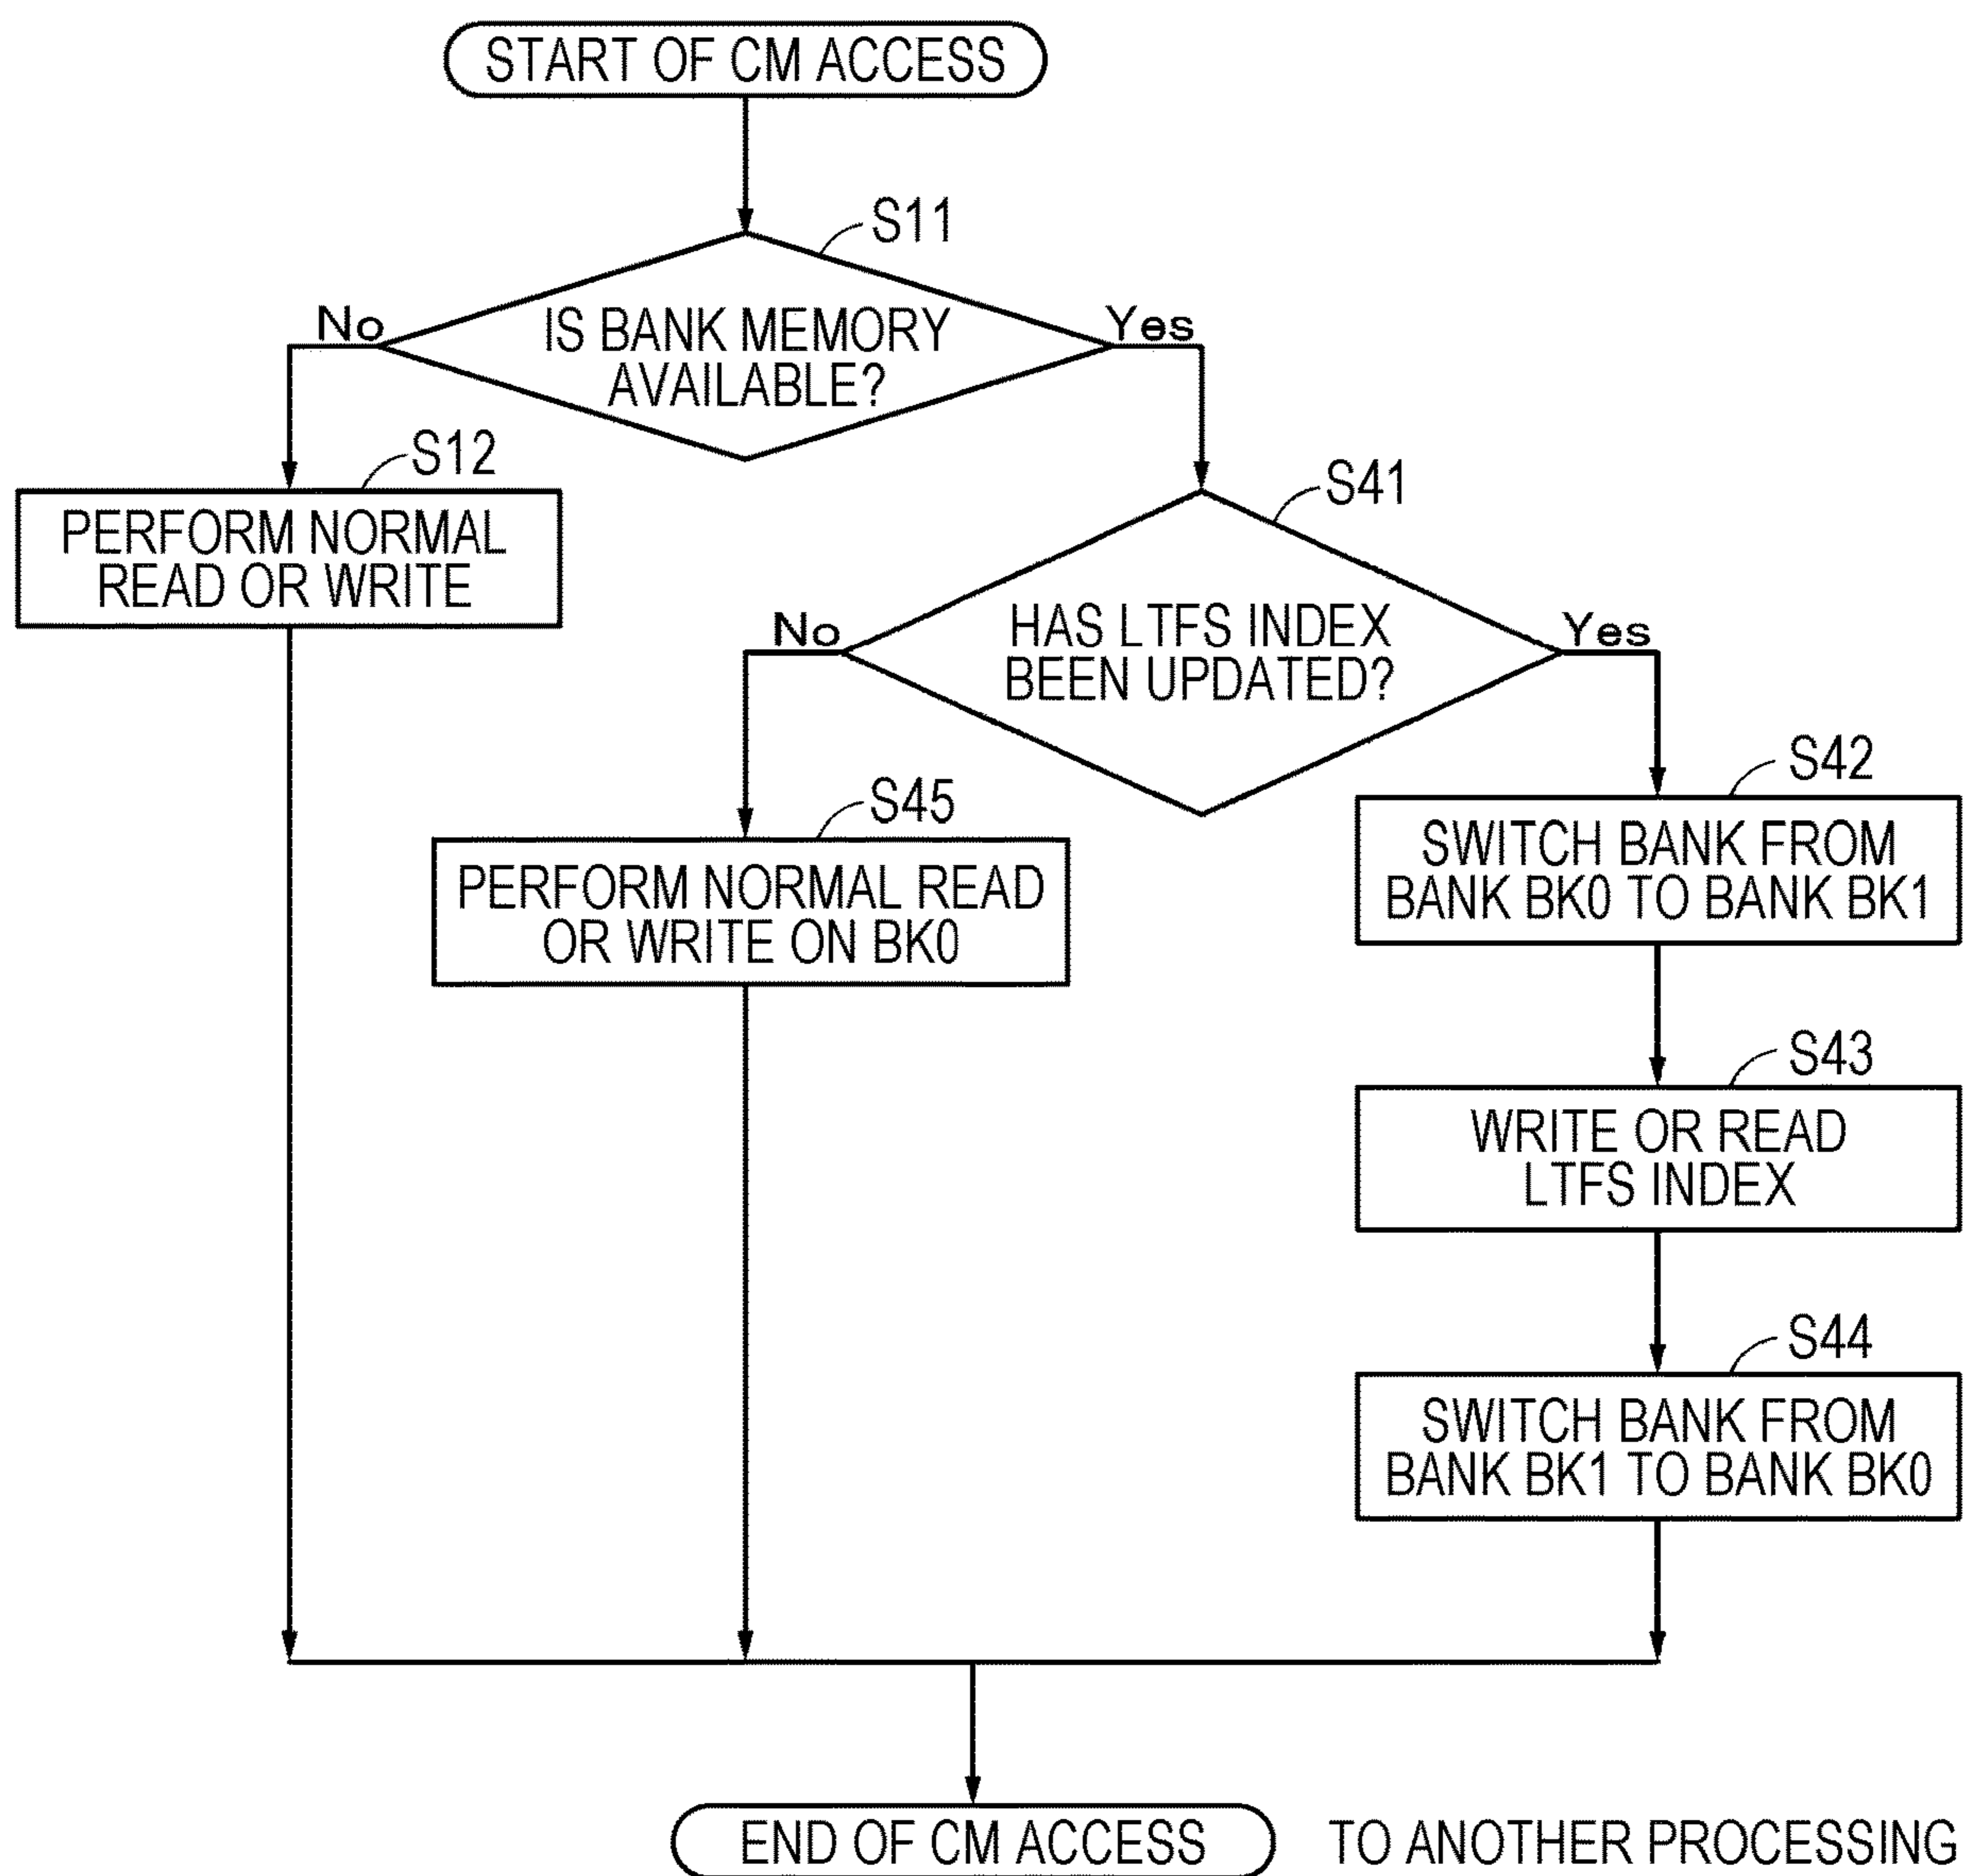 START OF CM ACCESS
S11
No
Yes
IS BANK MEMORY
AVAILABLE?
S12
PERFORM NORMAL
READ OR WRITE
S41
No
Yes
HAS LTFS INDEX
BEEN UPDATED?
S45
PERFORM NORMAL READ
OR WRITE ON BK0
S42
SWITCH BANK FROM
BANK BK0 TO BANK BK1
S43
WRITE OR READ
LTFS INDEX
S44
SWITCH BANK FROM
BANK BK1 TO BANK BK0
END OF CM ACCESS
TO ANOTHER PROCESSING